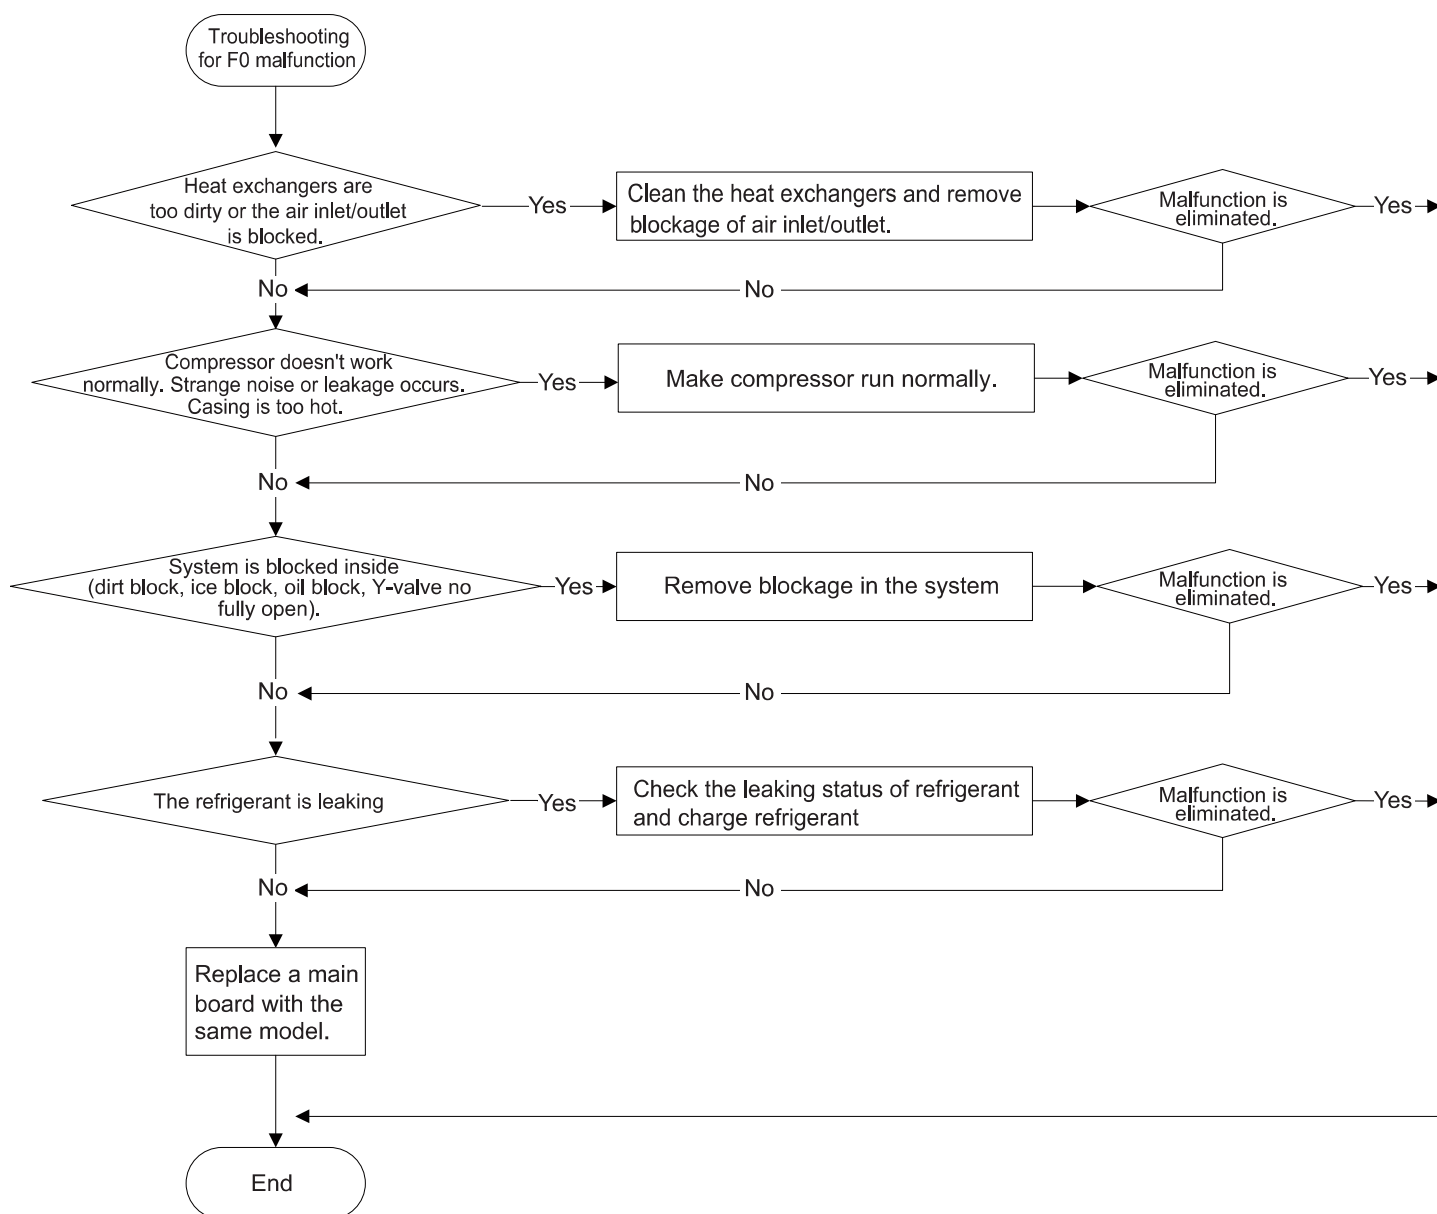 Troubleshooting
for F0 malfunction
Heat exchangers are
too dirty or the air inlet/outlet
is blocked.
Yes
Clean the heat exchangers and remove
blockage of air inlet/outlet.
Malfunction is
eliminated.
Yes
No
No
Compressor doesn't work
normally. Strange noise or leakage occurs.
Casing is too hot.
Yes
Make compressor run normally.
Malfunction is
eliminated.
Yes
No
No
System is blocked inside
(dirt block, ice block, oil block, Y-valve no
fully open).
Yes
Remove blockage in the system
Malfunction is
eliminated.
Yes
No
No
The refrigerant is leaking
Yes
Check the leaking status of refrigerant
and charge refrigerant
Malfunction is
eliminated.
Yes
No
No
Replace a main
board with the
same model.
End